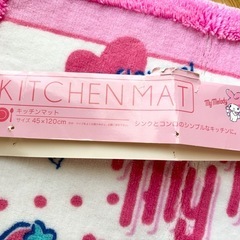 KITCHEN MAT
My Melody
キッチンマット
サイズ 45×120cm
シンクとコンロのシンプルなキッチンに。
My